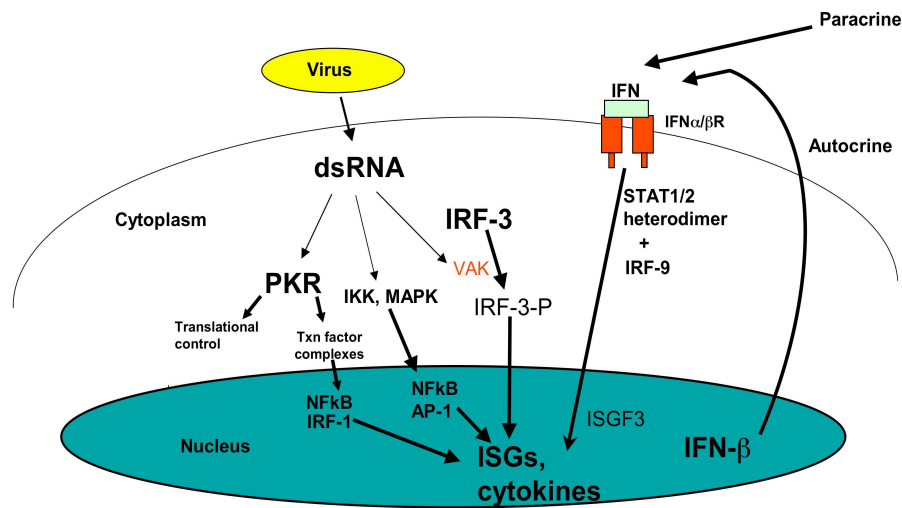 Paracrine
Virus
IFN
IFNα/βR
Autocrine
dsRNA
STAT1/2
heterodimer
+
IRF-9
Cytoplasm
IRF-3
VAK
PKR
IKK, MAPK
IRF-3-P
Translational
control
Txn factor
complexes
NFkB
IRF-1
NFkB
AP-1
ISGF3
Nucleus
ISGs,
cytokines
IFN-β